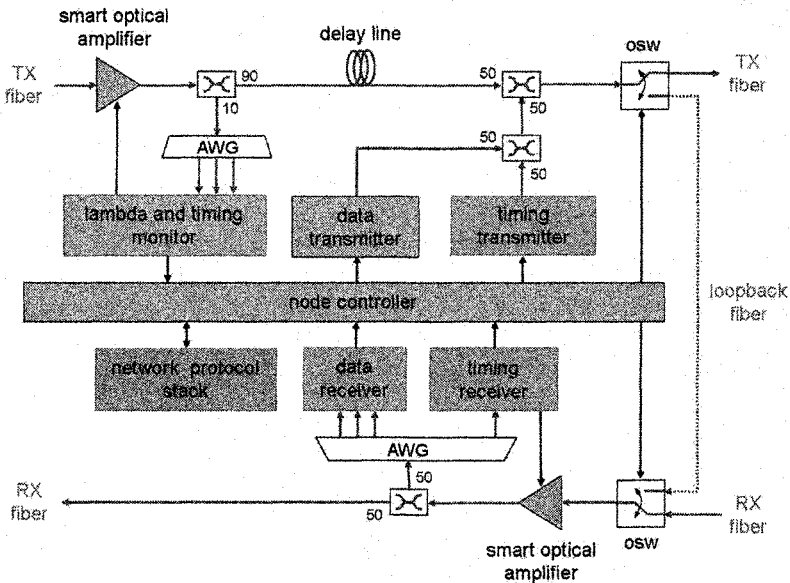 smart optical
amplifier
delay line
osw
TX
fiber
90
10
50
50
TX
fiber
AWG
50
50
lambda and timing
monitor
data
transmitter
timing
transmitter
node controller
loopback
fiber
network protocol
stack
data
receiver
timing
receiver
AWG
50
50
RX
fiber
RX
fiber
smart optical
amplifier
osw